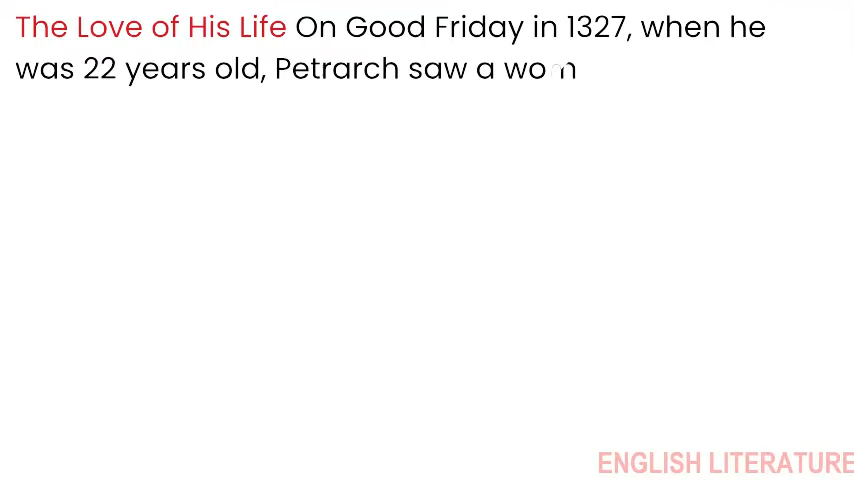 The Love of His Life On Good Friday in 1327, when he
was 22 years old, Petrarch saw a wo
ENGLISH LITERATURE